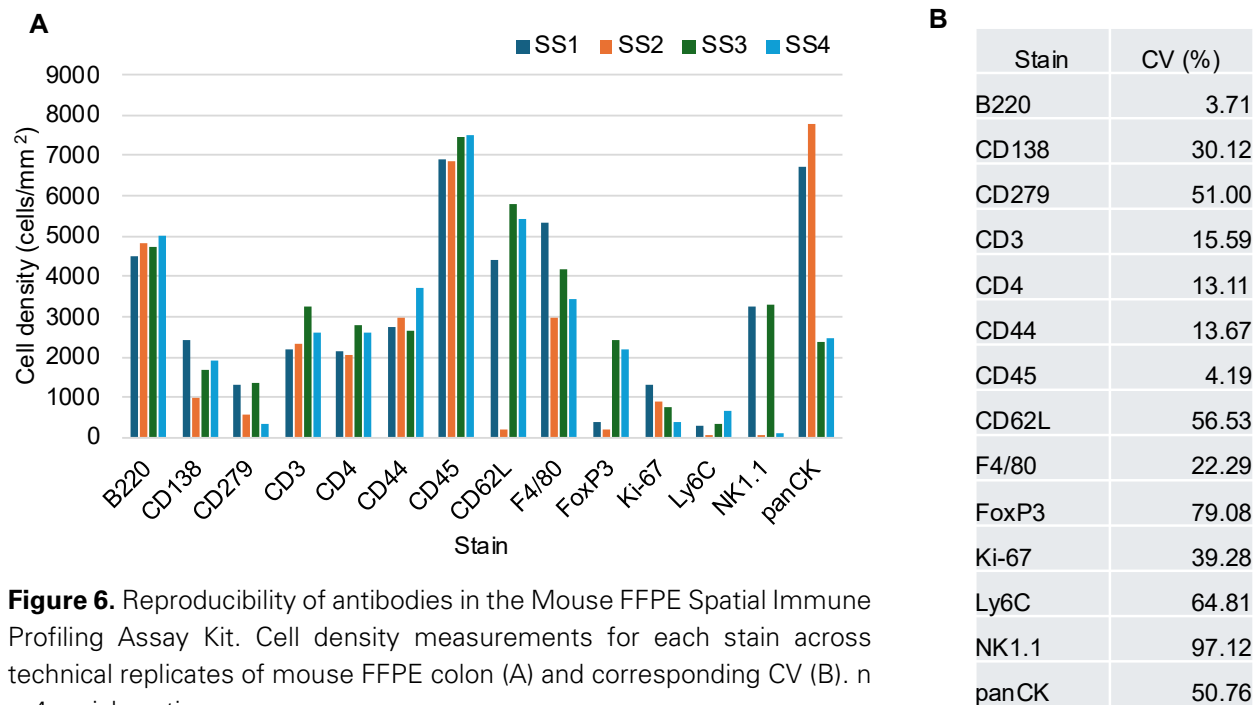 A
SS1 SS2 SS3 SS4
9000
8000
7000
6000
5000
4000
3000
2000
1000
0
Cell density (cells/mm²)
B220 CD138 CD279 CD3 CD4 CD44 CD45 CD62L F4/80 FoxP3 Ki-67 Ly6C NK1.1 panCK
Stain
Figure 6. Reproducibility of antibodies in the Mouse FFPE Spatial Immune
Profiling Assay Kit. Cell density measurements for each stain across
technical replicates of mouse FFPE colon (A) and corresponding CV (B). n
B
Stain CV (%)
B220 3.71
CD138 30.12
CD279 51.00
CD3 15.59
CD4 13.11
CD44 13.67
CD45 4.19
CD62L 56.53
F4/80 22.29
FoxP3 79.08
Ki-67 39.28
Ly6C 64.81
NK1.1 97.12
panCK 50.76